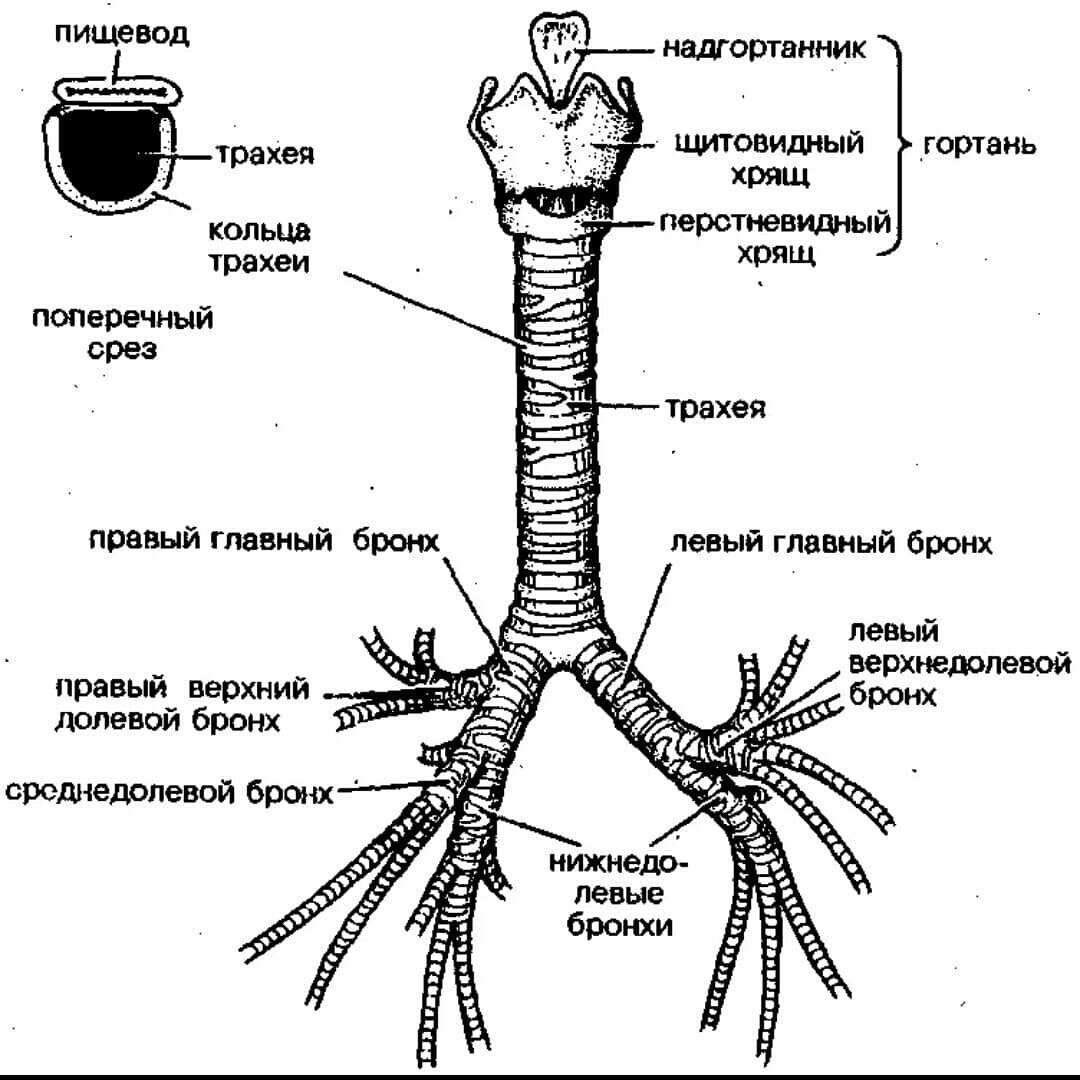 пищевод
трахея
кольца
трахеи
поперечный
срез
надгортанник
щитовидный
хрящ
перстневидный
хрящ
гортань
трахея
правый главный бронх
левый главный бронх
правый верхний
долевой бронх
левый
верхнедолевой
бронх
среднедолевой бронх
нижнедо-
левые
бронхи